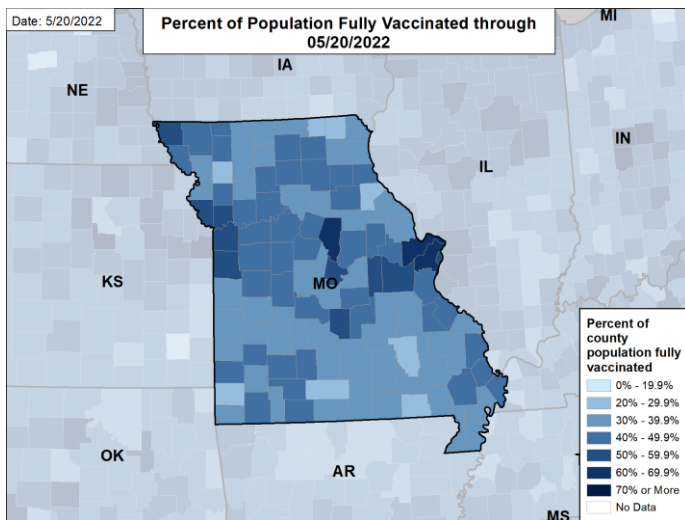 Date: 5/20/2022
Percent of Population Fully Vaccinated through
05/20/2022
MI
IA
NE
IN
IL
KS
MO
OK
AR
MS
Percent of
county
population fully
vaccinated
0% - 19.9%
20% - 29.9%
30% - 39.9%
40% - 49.9%
50% - 59.9%
60% - 69.9%
70% or More
No Data